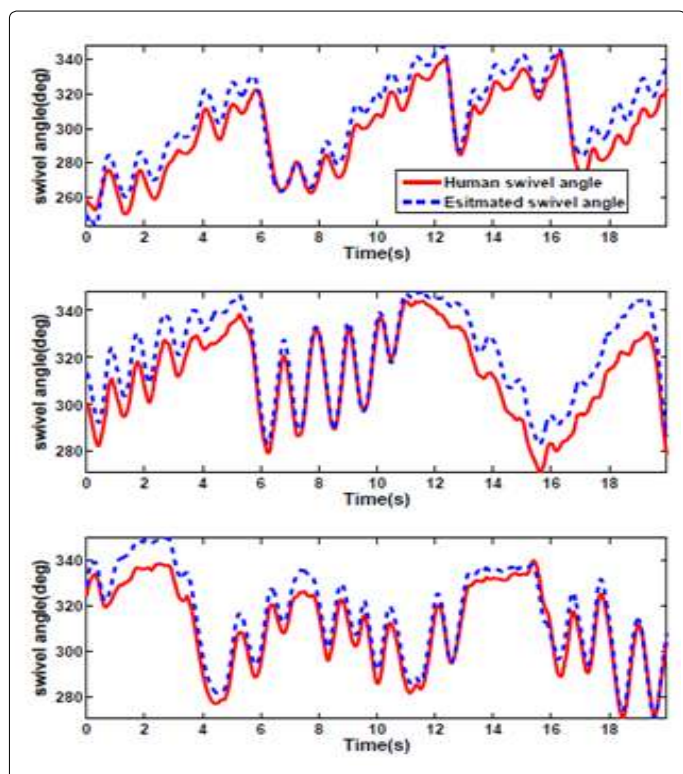 swivel angle(deg)
340
320
300
280
260
Human swivel angle
Esitmated swivel angle
0 2 4 6 8 10 12 14 16 18
Time(s)
swivel angle(deg)
340
320
300
280
0 2 4 6 8 10 12 14 16 18
Time(s)
swivel angle(deg)
340
320
300
280
0 2 4 6 8 10 12 14 16 18
Time(s)